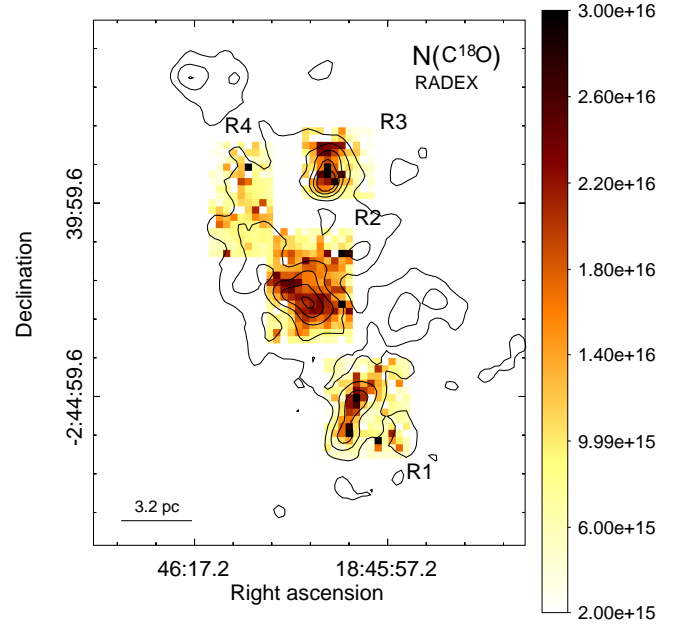 N(C¹⁸O)
RADEX
R4
R3
R2
R1
3.2 pc
39:59.6
2:44:59.6
Declination
46:17.2
18:45:57.2
Right ascension
3.00e+16
2.60e+16
2.20e+16
1.80e+16
1.40e+16
9.99e+15
6.00e+15
2.00e+15